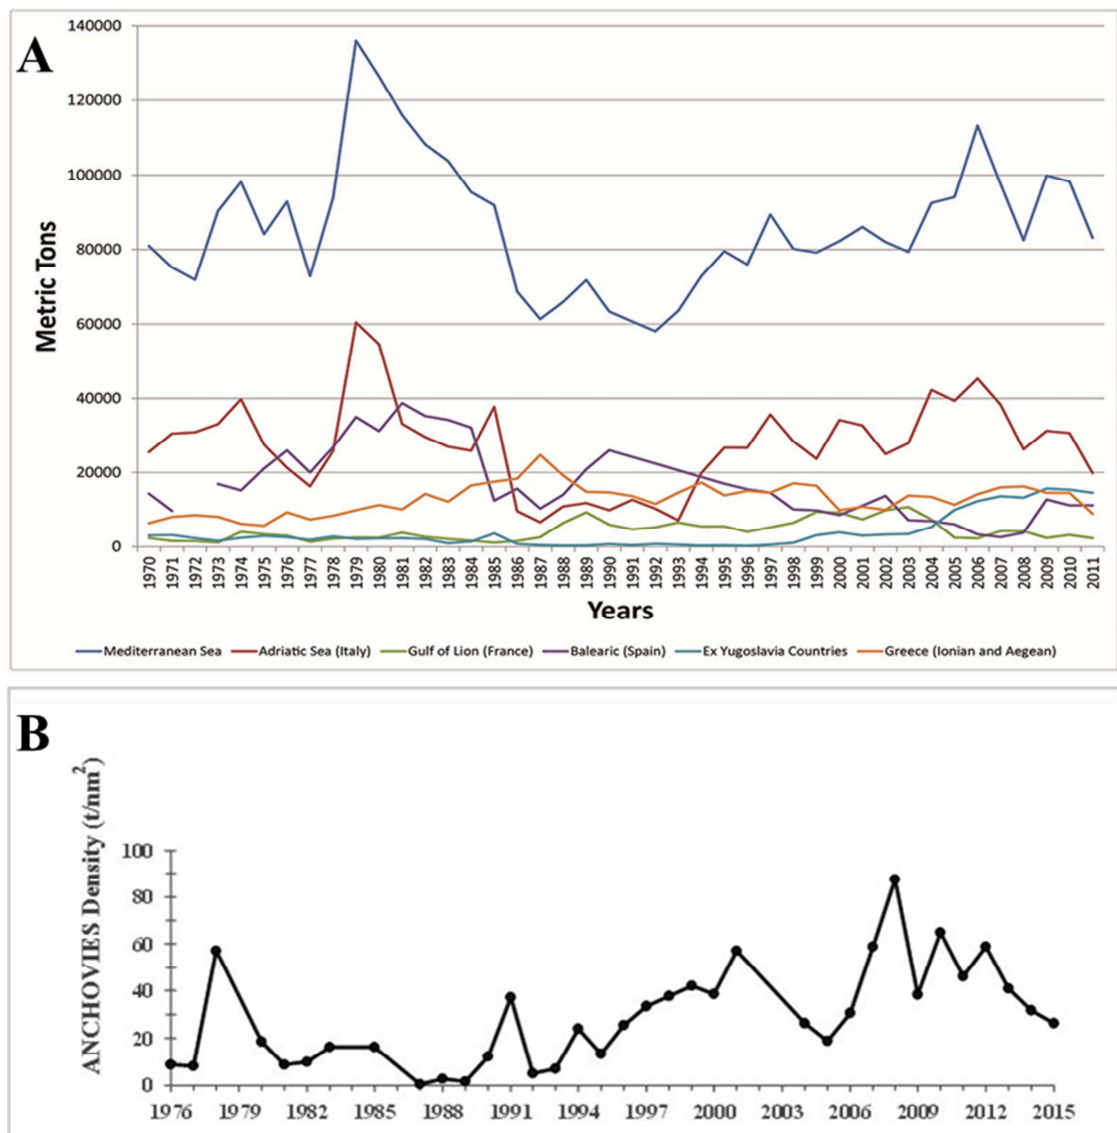 A
140000
120000
100000
80000
60000
40000
20000
0
Metric Tons
1970 1971 1972 1973 1974 1975 1976 1977 1978 1979 1980 1981 1982 1983 1984 1985 1986 1987 1988 1989 1990 1991 1992 1993 1994 1995 1996 1997 1998 1999 2000 2001 2002 2003 2004 2005 2006 2007 2008 2009 2010 2011
Years
Mediterranean Sea Adriatic Sea (Italy) Gulf of Lion (France) Balearic (Spain) Ex Yugoslavia Countries Greece (Ionian and Aegean)
B
ANCHOVIES Density (t/nm²)
100
80
60
40
20
0
1976 1979 1982 1985 1988 1991 1994 1997 2000 2003 2006 2009 2012 2015